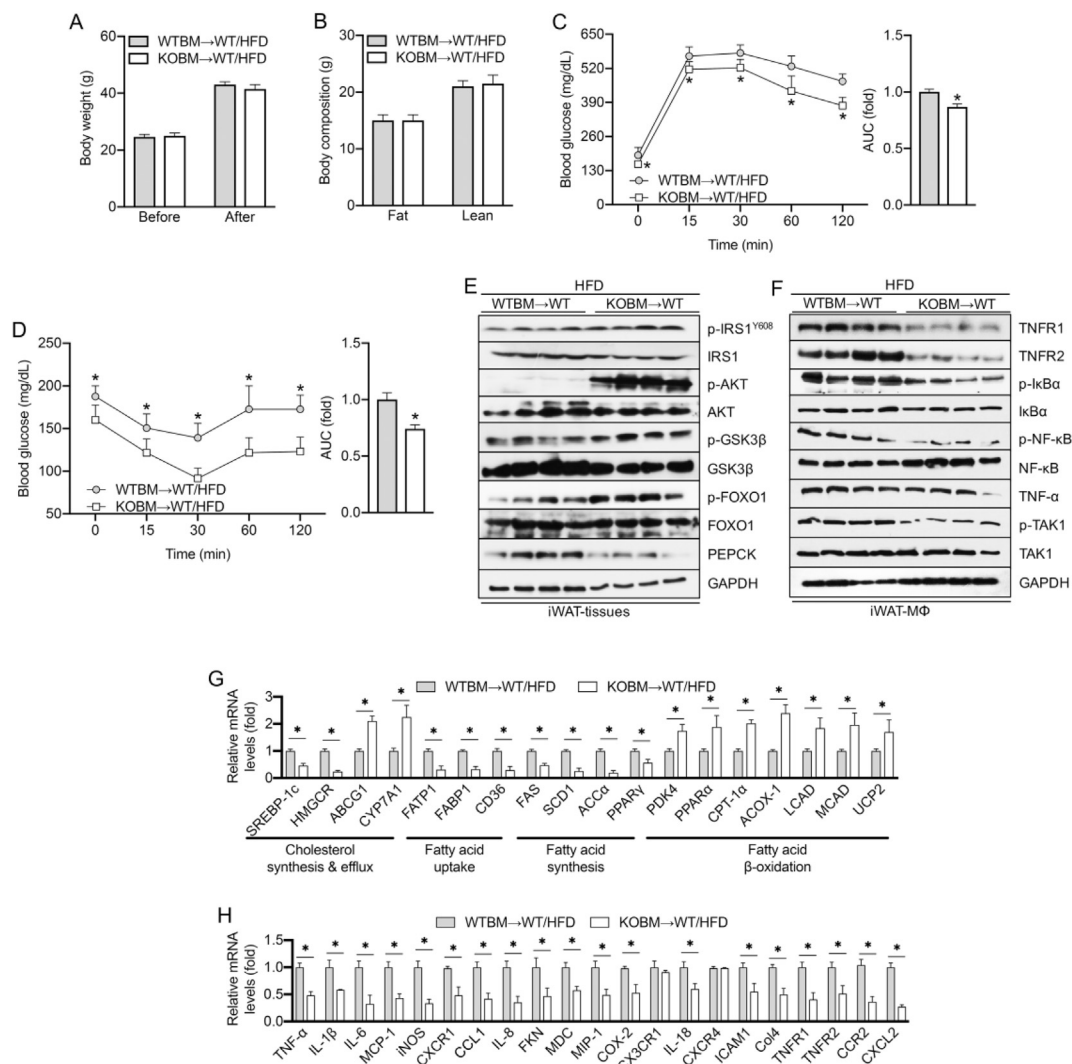 A
WTBM→WT/HFD
KOBM→WT/HFD
Body weight (g)
60
40
20
0
Before After
B
WTBM→WT/HFD
KOBM→WT/HFD
Body composition (g)
30
20
10
0
Fat Lean
C
Blood glucose (mg/dL)
650
520
390
260
130
0
* * * * *
WTBM→WT/HFD
KOBM→WT/HFD
0 15 30 60 120
Time (min)
AUC (fold)
1.5
1.0
0.5
0.0
*
D
Blood glucose (mg/dL)
250
200
150
100
50
* * * * *
WTBM→WT/HFD
KOBM→WT/HFD
0 15 30 60 120
Time (min)
AUC (fold)
1.5
1.0
0.5
0.0
*
E
HFD
WTBM→WT KOBM→WT
p-IRS1Y608
IRS1
p-AKT
AKT
p-GSK3β
GSK3β
p-FOXO1
FOXO1
PEPCK
GAPDH
iWAT-tissues
F
HFD
WTBM→WT KOBM→WT
TNFR1
TNFR2
p-IκBα
IκBα
p-NF-κB
NF-κB
TNF-α
p-TAK1
TAK1
GAPDH
iWAT-MΦ
G
WTBM→WT/HFD KOBM→WT/HFD
Relative mRNA
levels (fold)
3
2
1
0
* * * * * * * * * * * * * * * * * *
SREBP-1c HMGCR ABCG1 CYP7A1 FATP1 FABP1 CD36 FAS SCD1 ACCα PPARγ PDK4 PPARα CPT-1α ACOX-1 LCAD MCAD UCP2
Cholesterol
synthesis & efflux
Fatty acid
uptake
Fatty acid
synthesis
Fatty acid
β-oxidation
H
WTBM→WT/HFD KOBM→WT/HFD
Relative mRNA
levels (fold)
1.5
1.0
0.5
0.0
* * * * * * * * * * * * * * * * * * *
TNF-α IL-1β IL-6 MCP-1 iNOS CXCR1 CCL1 IL-8 FKN MDC MIP-1 COX-2 CX3CR1 IL-18 CXCR4 ICAM1 Col4 TNFR1 TNFR2 CCR2 CXCL2